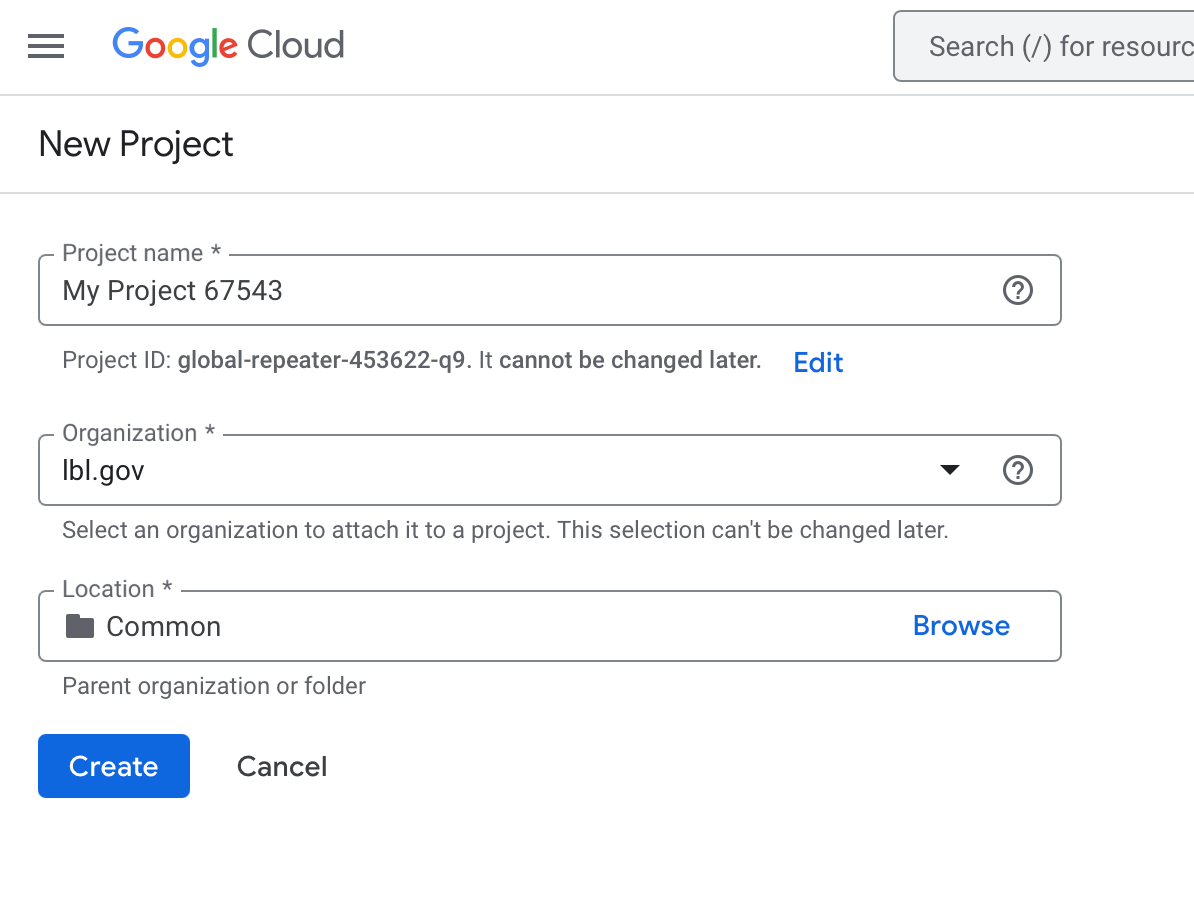 Google Cloud
Search (/) for resourc
New Project
Project name *
My Project 67543
Project ID: global-repeater-453622-q9. It cannot be changed later. Edit
Organization *
lbl.gov
Select an organization to attach it to a project. This selection can't be changed later.
Location *
Common
Browse
Parent organization or folder
Create
Cancel